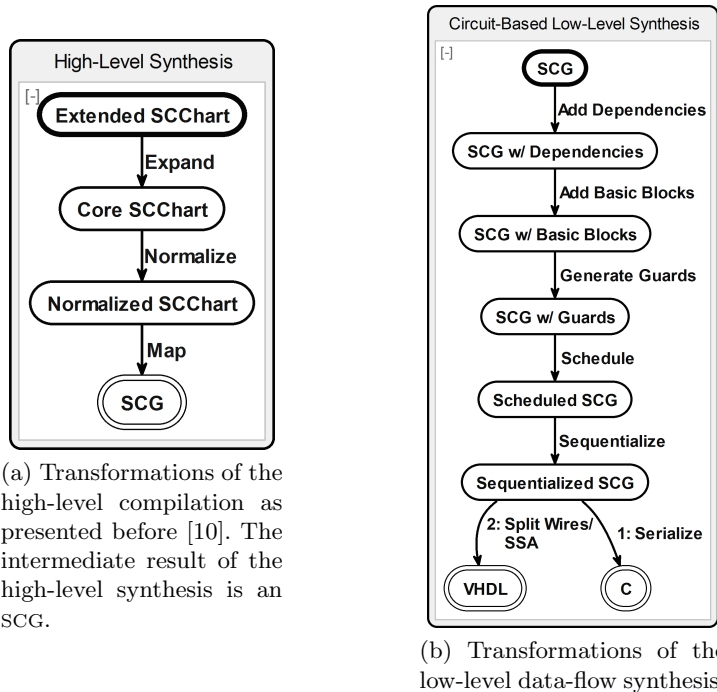 High-Level Synthesis
[-]
Extended SCChart
Expand
Core SCChart
Normalize
Normalized SCChart
Map
SCG
(a) Transformations of the
high-level compilation as
presented before [10]. The
intermediate result of the
high-level synthesis is an
SCG.
Circuit-Based Low-Level Synthesis
[-]
SCG
Add Dependencies
SCG w/ Dependencies
Add Basic Blocks
SCG w/ Basic Blocks
Generate Guards
SCG w/ Guards
Schedule
Scheduled SCG
Sequentialize
Sequentialized SCG
2: Split Wires/
SSA
1: Serialize
VHDL
C
(b) Transformations of the
low-level data-flow synthesis